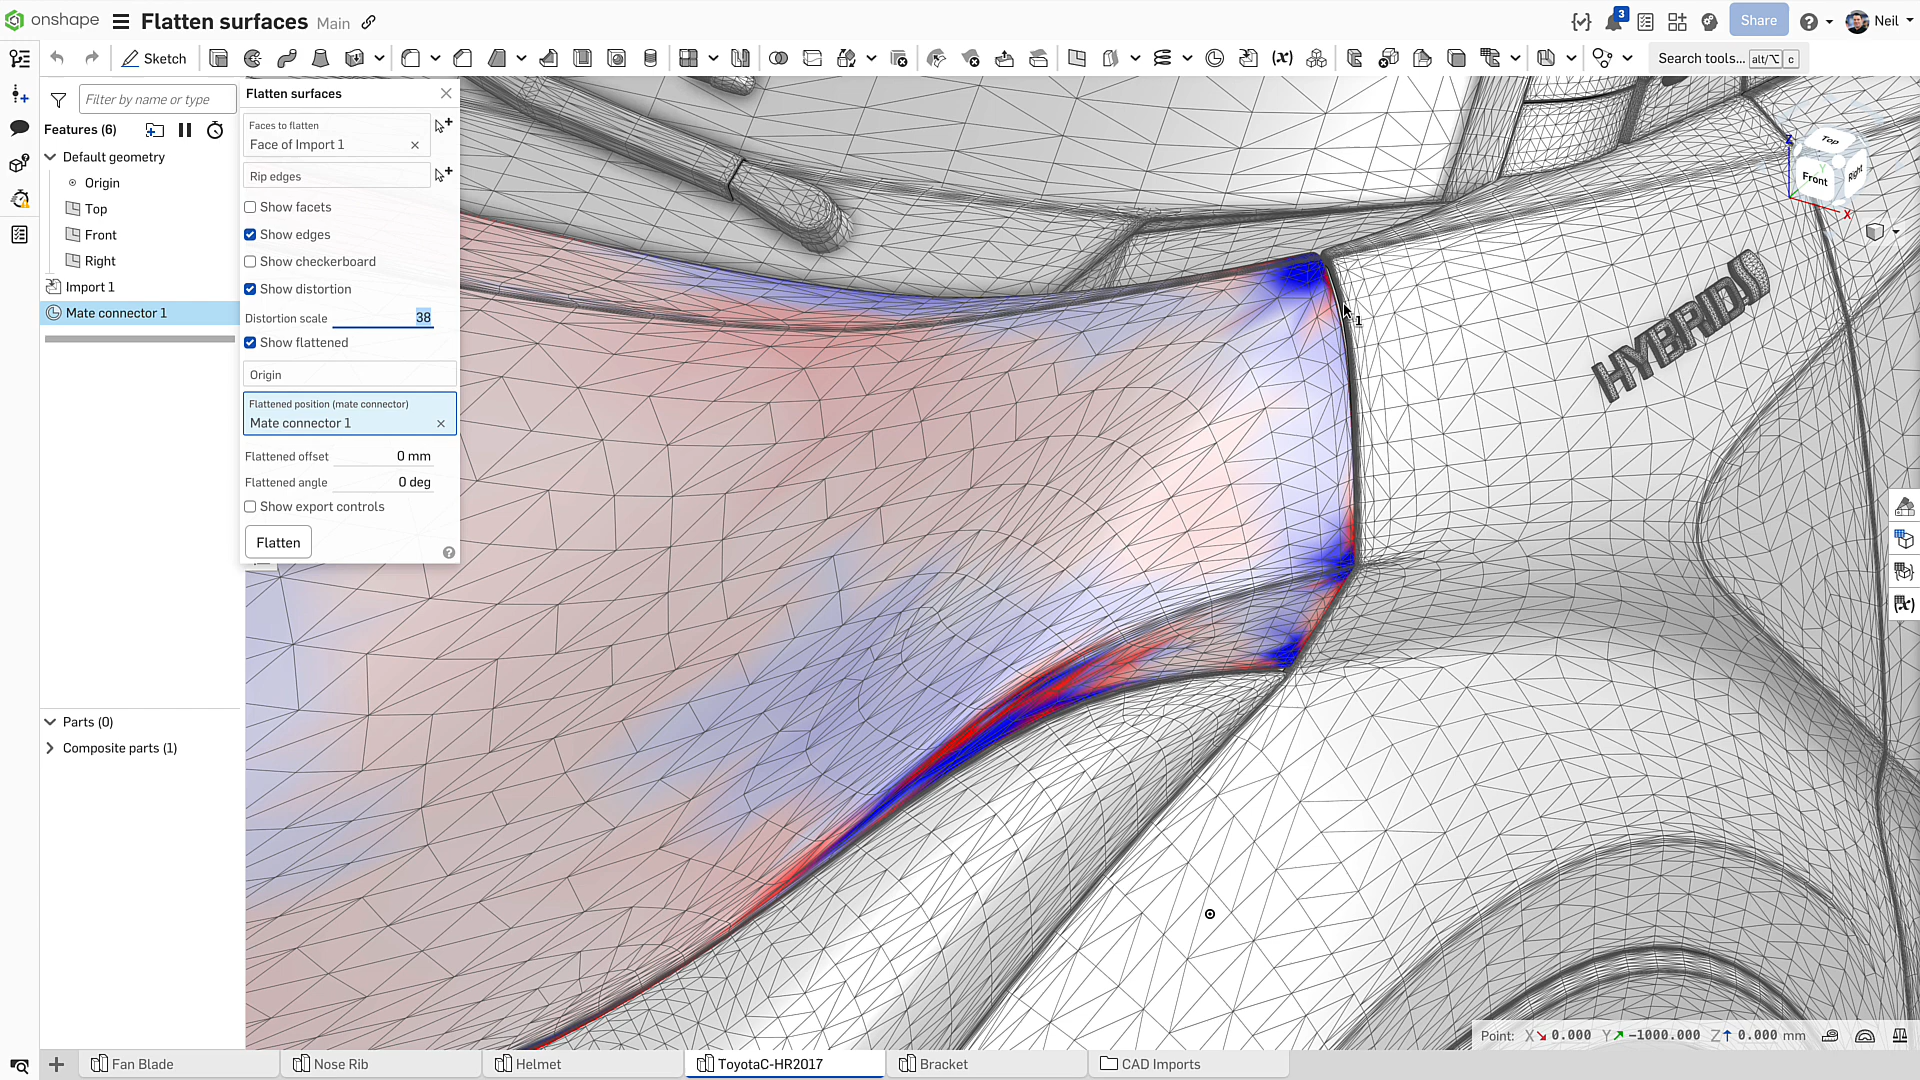 onshape Flatten surfaces Main
3
Share
Neil
Sketch
Search tools... alt/⌥ c
Filter by name or type
Features (6)
Default geometry
Origin
Top
Front
Right
Import 1
Mate connector 1
Parts (0)
Composite parts (1)
Flatten surfaces
Faces to flatten
Face of Import 1
Rip edges
Show facets
Show edges
Show checkerboard
Show distortion
Distortion scale 38
Show flattened
Origin
Flattened position (mate connector)
Mate connector 1
Flattened offset 0 mm
Flattened angle 0 deg
Show export controls
Flatten
1
HYBRID
Z
Top
Front
Right
X
Point: X 0.000 Y -1000.000 Z 0.000 mm
Fan Blade
Nose Rib
Helmet
ToyotaC-HR2017
Bracket
CAD Imports